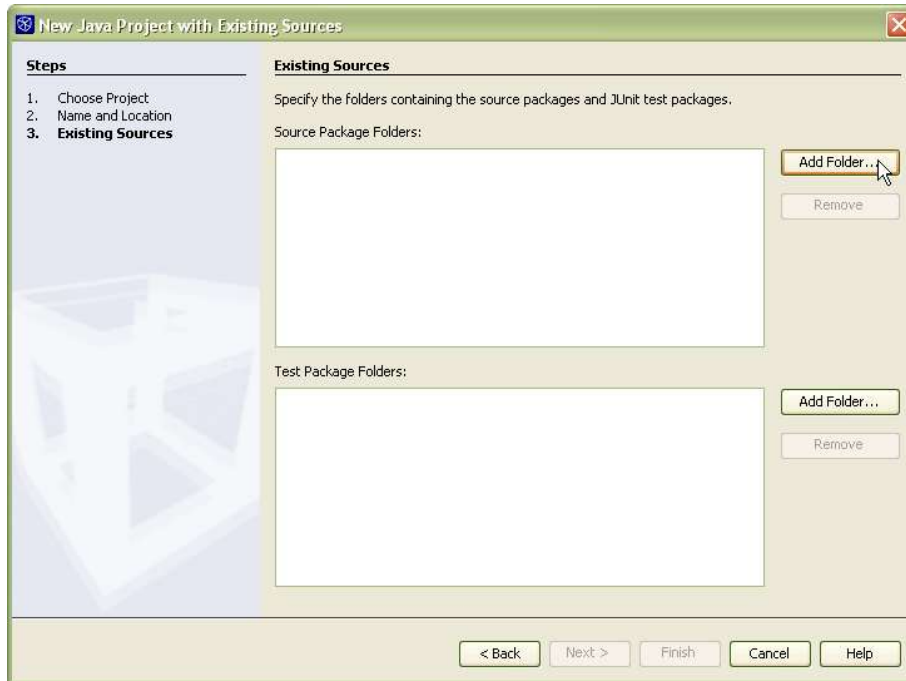 New Java Project with Existing Sources
Steps
1. Choose Project
2. Name and Location
3. Existing Sources
Existing Sources
Specify the folders containing the source packages and JUnit test packages.
Source Package Folders:
Add Folder...
Remove
Test Package Folders:
Add Folder...
Remove
< Back
Next >
Finish
Cancel
Help